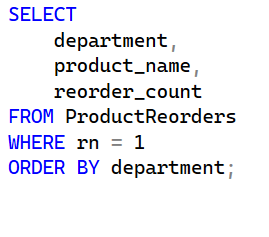 SELECT
    department,
    product_name,
    reorder_count
FROM ProductReorders
WHERE rn = 1
ORDER BY department;